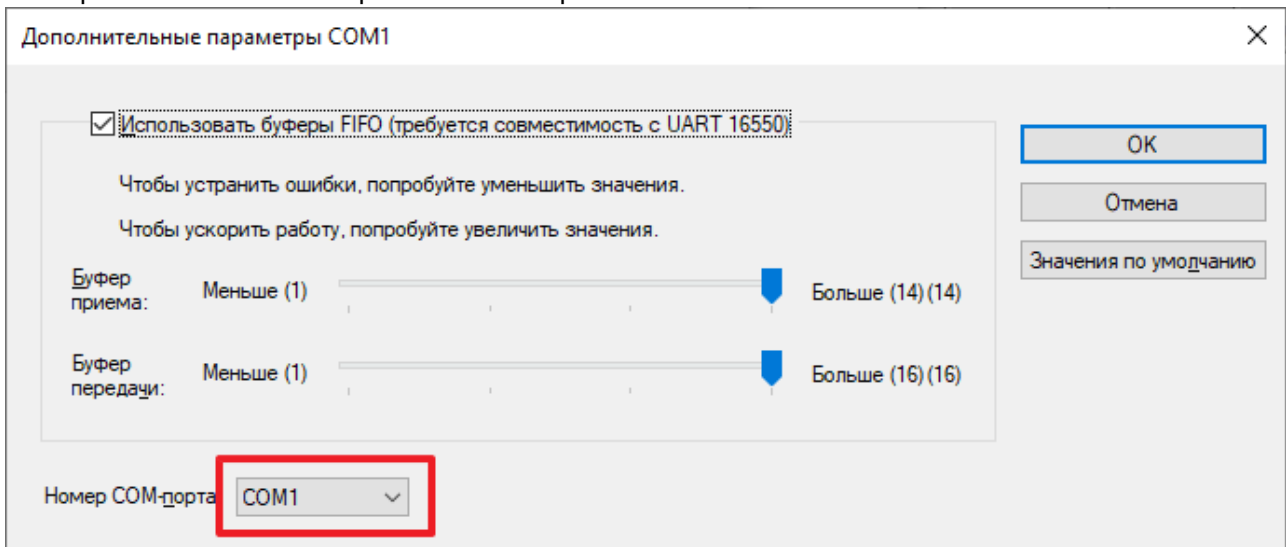 Дополнительные параметры COM1
Использовать буферы FIFO (требуется совместимость с UART 16550)
OK
Чтобы устранить ошибки, попробуйте уменьшить значения.
Отмена
Чтобы ускорить работу, попробуйте увеличить значения.
Значения по умолчанию
Буфер
приема:
Меньше (1)
Больше (14) (14)
Буфер
передачи:
Меньше (1)
Больше (16) (16)
Номер COM-порта
COM1